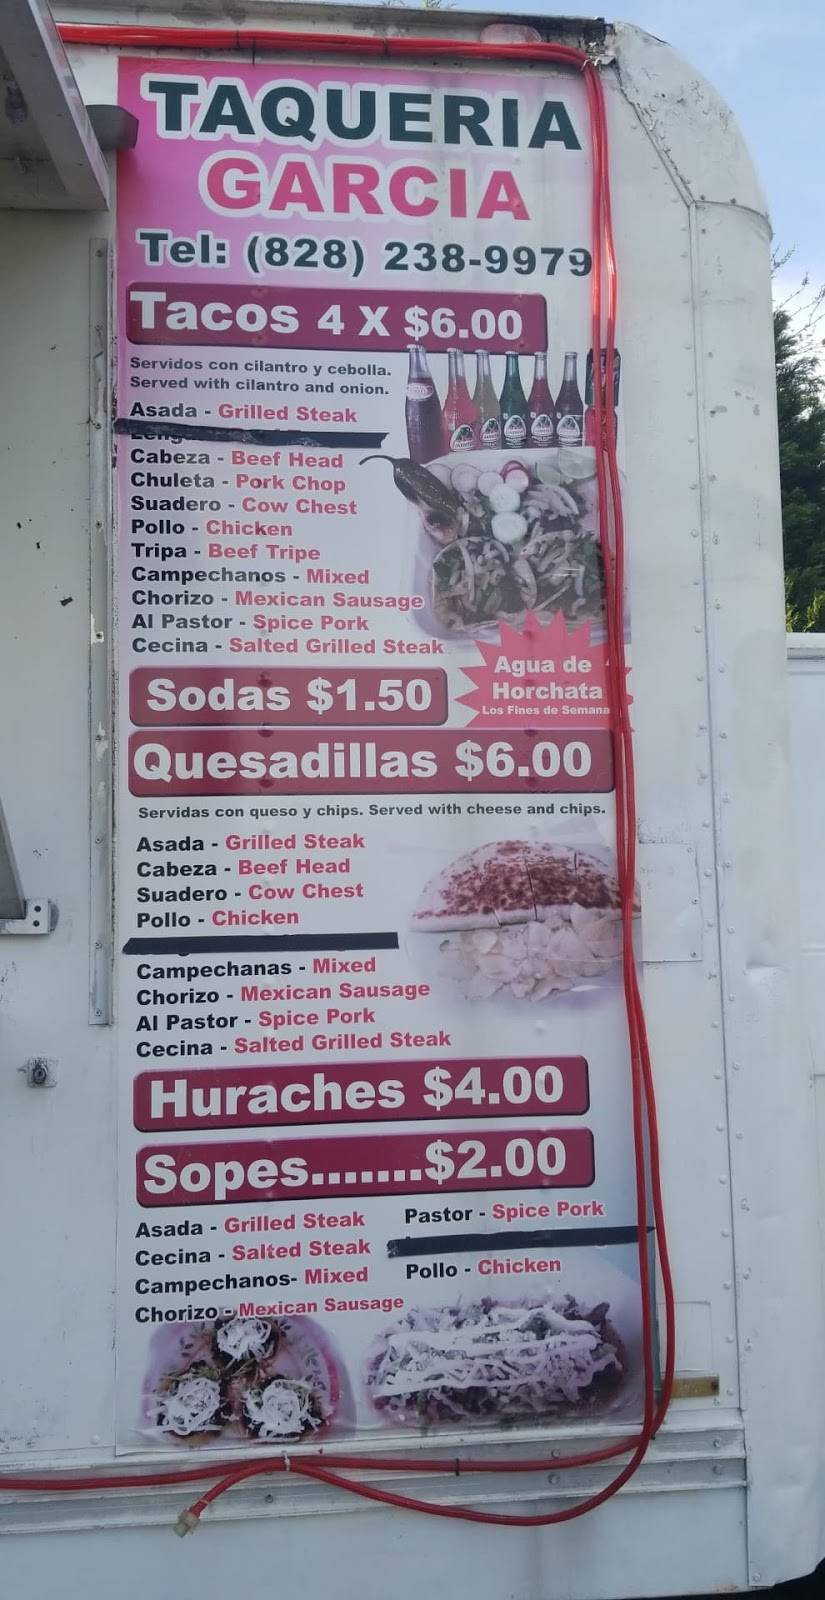 TAQUERIA
GARCIA
Tel: (828) 238-9979
Tacos 4 X $6.00
Servidos con cilantro y cebolla.
Served with cilantro and onion.
Asada - Grilled Steak
Cabeza - Beef Head
Chuleta - Pork Chop
Suadero - Cow Chest
Pollo - Chicken
Tripa - Beef Tripe
Campechanos - Mixed
Chorizo - Mexican Sausage
Al Pastor - Spice Pork
Cecina - Salted Grilled Steak
Agua de
Horchata
Los Fines de Semana
Sodas $1.50
Quesadillas $6.00
Servidas con queso y chips. Served with cheese and chips.
Asada - Grilled Steak
Cabeza - Beef Head
Suadero - Cow Chest
Pollo - Chicken
Campechanas - Mixed
Chorizo - Mexican Sausage
Al Pastor - Spice Pork
Cecina - Salted Grilled Steak
Huraches $4.00
Sopes.......$2.00
Asada - Grilled Steak
Cecina - Salted Steak
Campechanos- Mixed
Chorizo - Mexican Sausage
Pastor - Spice Pork
Pollo - Chicken